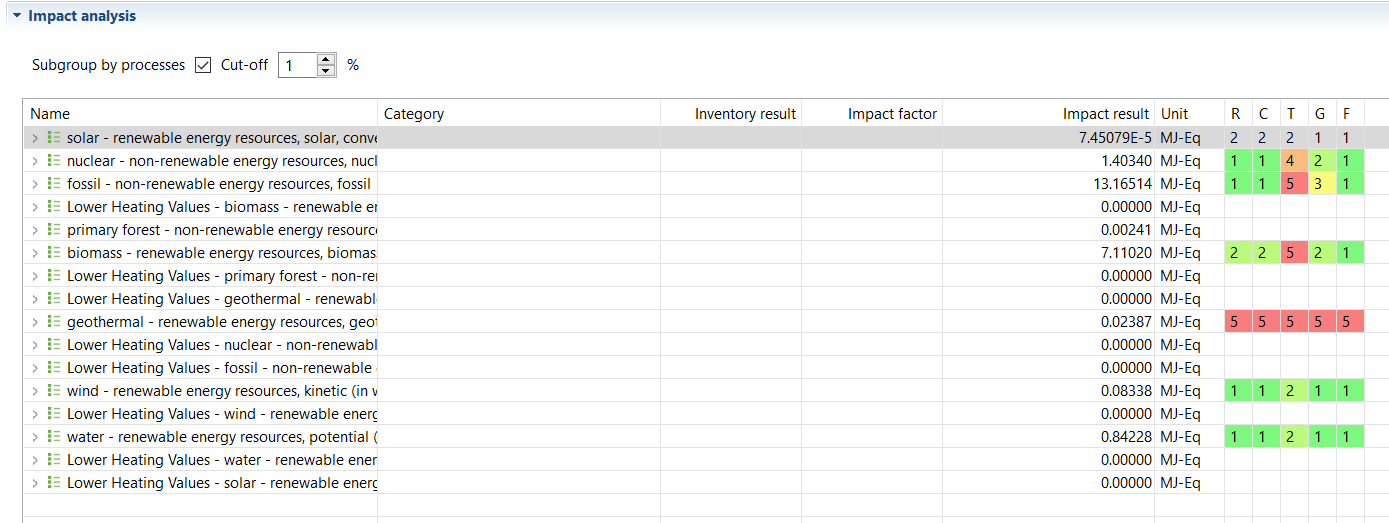 Impact analysis
Subgroup by processes Cut-off 1 %
Name Category Inventory result Impact factor Impact result Unit R C T G F
solar - renewable energy resources, solar, conve 7.45079E-5 MJ-Eq 2 2 2 1 1
nuclear - non-renewable energy resources, nucl 1.40340 MJ-Eq 1 1 4 2 1
fossil - non-renewable energy resources, fossil 13.16514 MJ-Eq 1 1 5 3 1
Lower Heating Values - biomass - renewable er 0.00000 MJ-Eq
primary forest - non-renewable energy resource 0.00241 MJ-Eq
biomass - renewable energy resources, biomas 7.11020 MJ-Eq 2 2 5 2 1
Lower Heating Values - primary forest - non-re 0.00000 MJ-Eq
Lower Heating Values - geothermal - renewabl 0.00000 MJ-Eq
geothermal - renewable energy resources, geot 0.02387 MJ-Eq 5 5 5 5 5
Lower Heating Values - nuclear - non-renewabl 0.00000 MJ-Eq
Lower Heating Values - fossil - non-renewable 0.00000 MJ-Eq
wind - renewable energy resources, kinetic (in w 0.08338 MJ-Eq 1 1 2 1 1
Lower Heating Values - wind - renewable energ 0.00000 MJ-Eq
water - renewable energy resources, potential ( 0.84228 MJ-Eq 1 1 2 1 1
Lower Heating Values - water - renewable ener 0.00000 MJ-Eq
Lower Heating Values - solar - renewable energ 0.00000 MJ-Eq